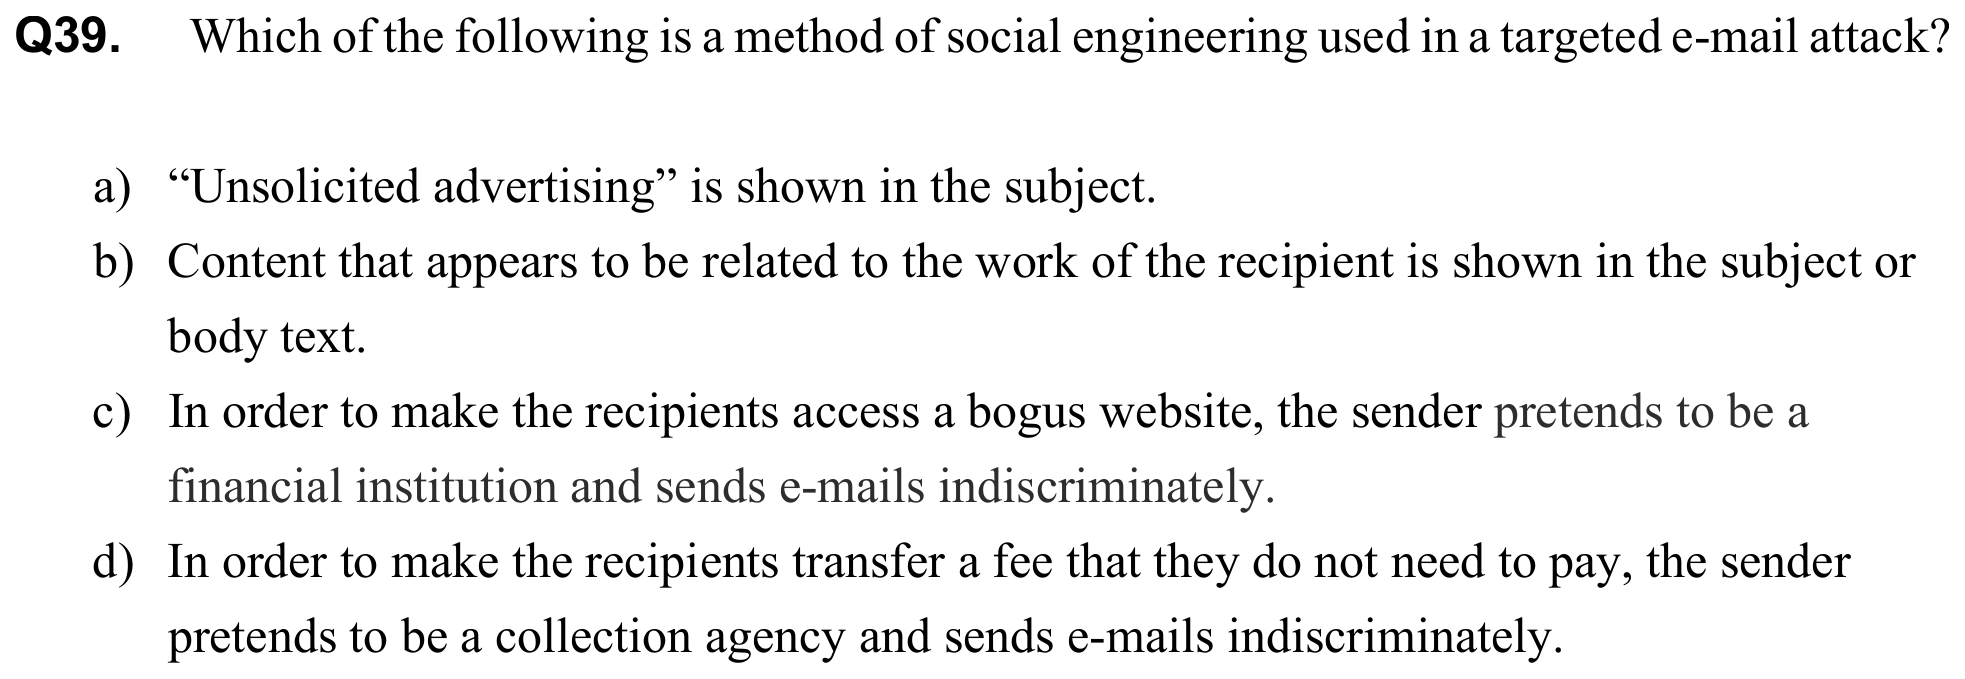 Q39. Which of the following is a method of social engineering used in a targeted e-mail attack?
a) “Unsolicited advertising” is shown in the subject.
b) Content that appears to be related to the work of the recipient is shown in the subject or
body text.
c) In order to make the recipients access a bogus website, the sender pretends to be a
financial institution and sends e-mails indiscriminately.
d) In order to make the recipients transfer a fee that they do not need to pay, the sender
pretends to be a collection agency and sends e-mails indiscriminately.